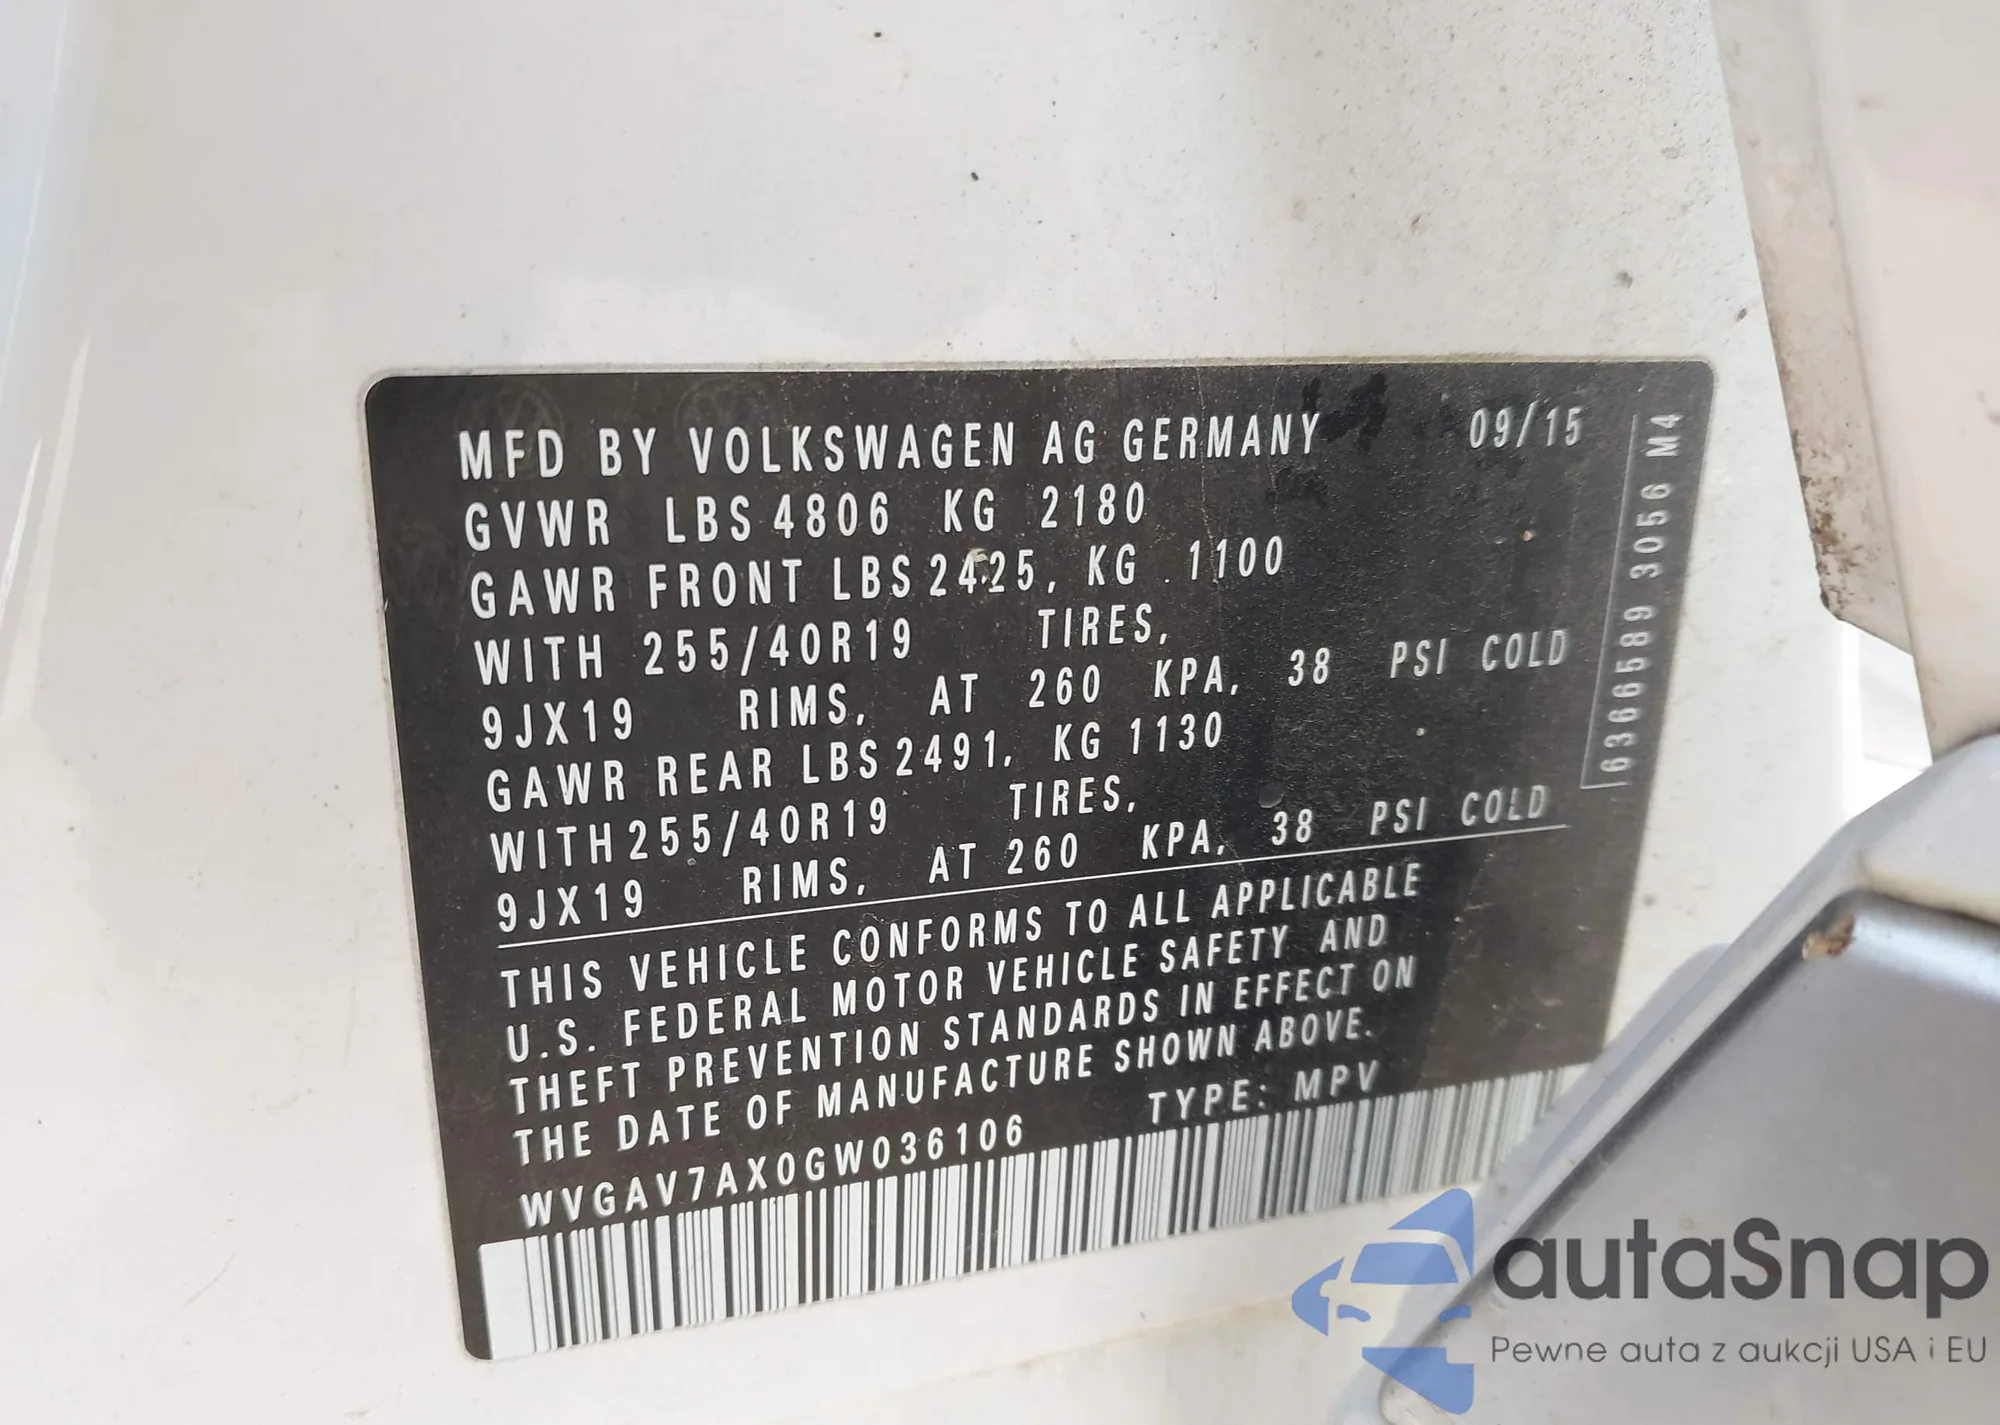 MFD BY VOLKSWAGEN AG GERMANY 09/15
GVWR LBS 4806 KG 2180
GAWR FRONT LBS 2425, KG 1100
WITH 255/40R19 TIRES,
9JX19 RIMS, AT 260 KPA, 38 PSI COLD
GAWR REAR LBS 2491, KG 1130
WITH 255/40R19 TIRES,
9JX19 RIMS, AT 260 KPA, 38 PSI COLD
THIS VEHICLE CONFORMS TO ALL APPLICABLE
U.S. FEDERAL MOTOR VEHICLE SAFETY AND
THEFT PREVENTION STANDARDS IN EFFECT ON
THE DATE OF MANUFACTURE SHOWN ABOVE.
WVGAV7AX0GW036106 TYPE: MPV
6366589 3056 M4
autaSnap
Pewne auta z aukcji USA i EU